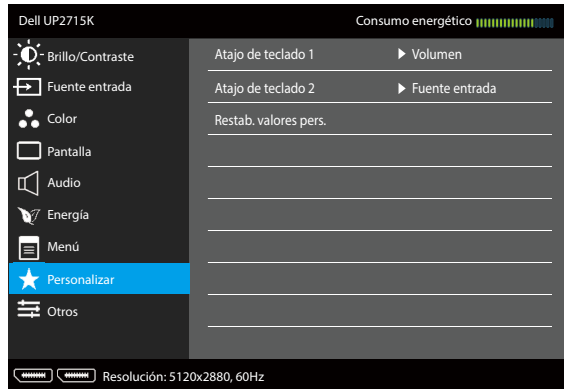 Dell UP2715K Consumo energético
Brillo/Contraste
Fuente entrada
Color
Pantalla
Audio
Energía
Menú
Personalizar
Otros
Atajo de teclado 1 Volumen
Atajo de teclado 2 Fuente entrada
Restab. valores pers.
Resolución: 5120x2880, 60Hz